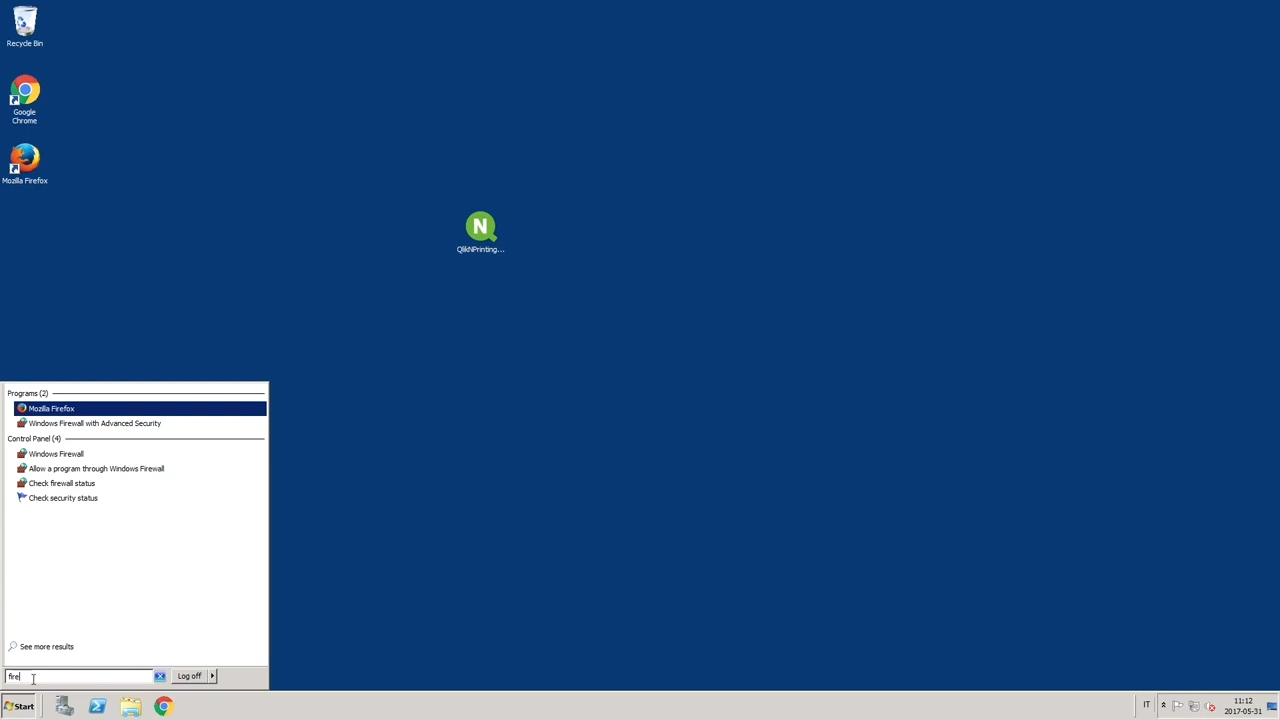 Recycle Bin
Google
Chrome
Mozilla Firefox
N
QlikNPrinting...
Programs (2)
Mozilla Firefox
Windows Firewall with Advanced Security
Control Panel (4)
Windows Firewall
Allow a program through Windows Firewall
Check firewall status
Check security status
See more results
fire
Log off
Start
IT
11:12
2017-05-31